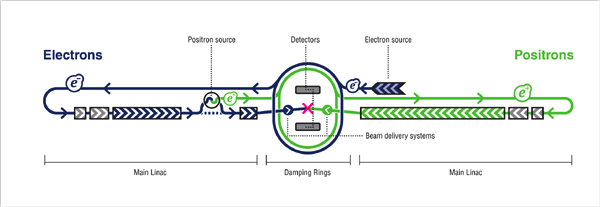 Positron source
Detectors
Electron source
Electrons
Positrons
e-
e-
e+
e+
Beam delivery systems
Main Linac
Damping Rings
Main Linac